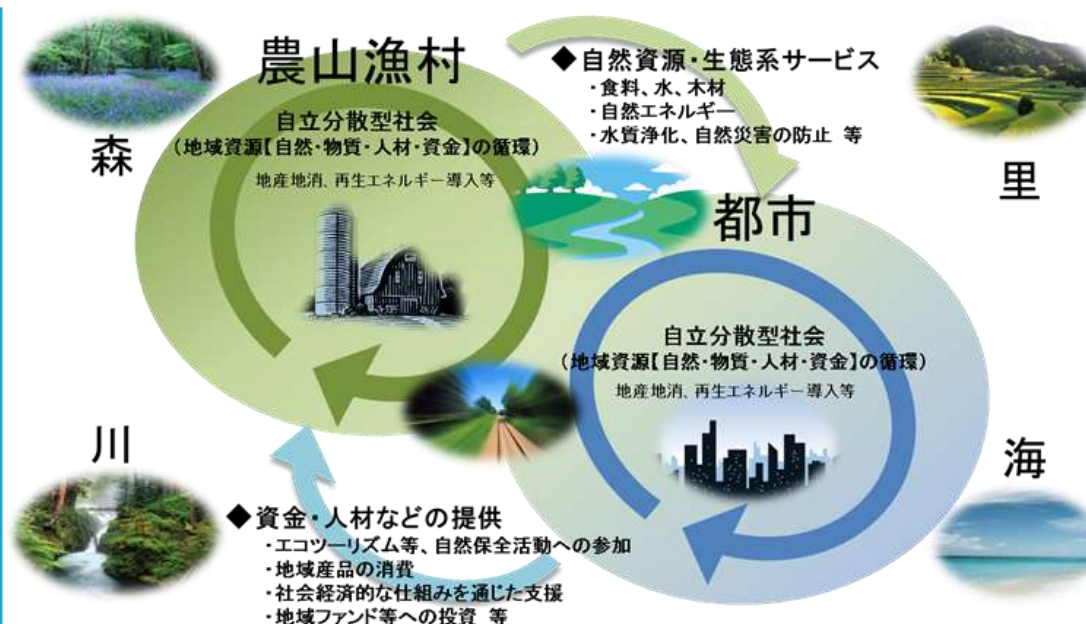 農山漁村
自立分散型社会
(地域資源【自然・物質・人材・資金】の循環)
地産地消、再生エネルギー導入等
◆自然資源・生態系サービス
・食料、水、木材
・自然エネルギー
・水質浄化、自然災害の防止 等
森
里
都市
自立分散型社会
(地域資源【自然・物質・人材・資金】の循環)
地産地消、再生エネルギー導入等
川
海
◆資金・人材などの提供
・エコツーリズム等、自然保全活動への参加
・地域産品の消費
・社会経済的な仕組みを通じた支援
・地域ファンド等への投資 等